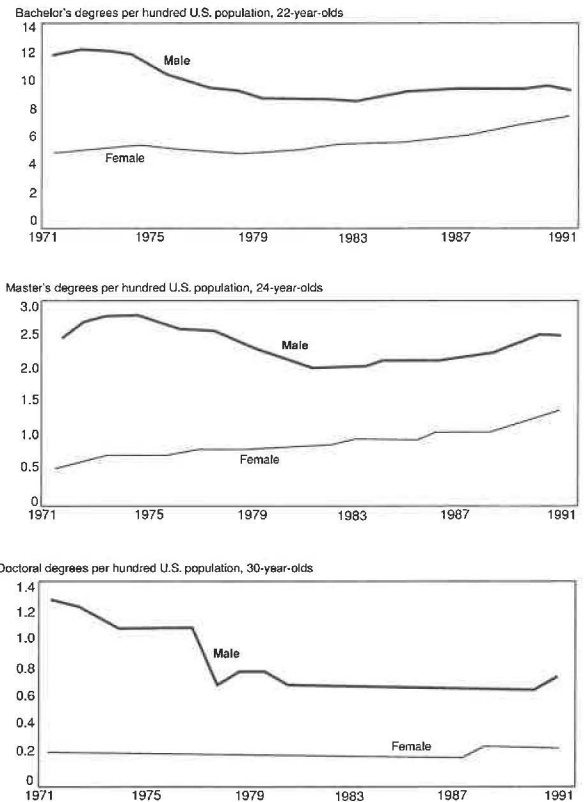 Bachelor's degrees per hundred U.S. population, 22-year-olds
14
12
Male
10
8
6
Female
4
2
0
1971 1975 1979 1983 1987 1991
Master's degrees per hundred U.S. population, 24-year-olds
3.0
2.5
Male
2.0
1.5
1.0
Female
0.5
0
1971 1975 1979 1983 1987 1991
Doctoral degrees per hundred U.S. population, 30-year-olds
1.4
1.2
1.0
Male
0.8
0.6
0.4
Female
0.2
0
1971 1975 1979 1983 1987 1991